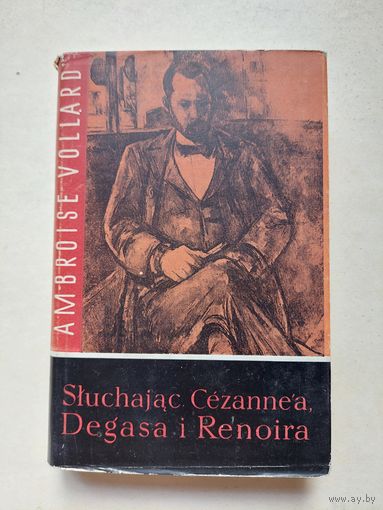 AMBROISE VOLLARD
Słuchając Cézanne'a,
Degasa i Renoira
www.ay.by